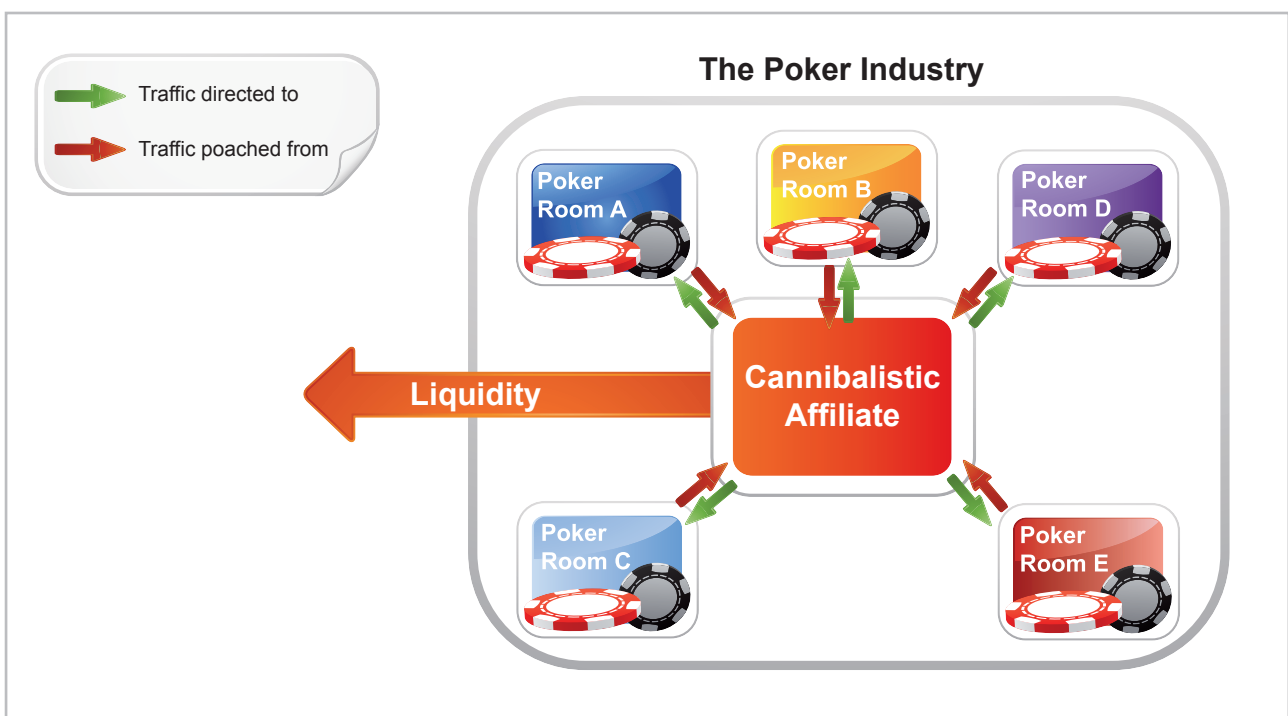 The Poker Industry
Traffic directed to
Traffic poached from
Poker
Room A
Poker
Room B
Poker
Room D
Liquidity
Cannibalistic
Affiliate
Poker
Room C
Poker
Room E